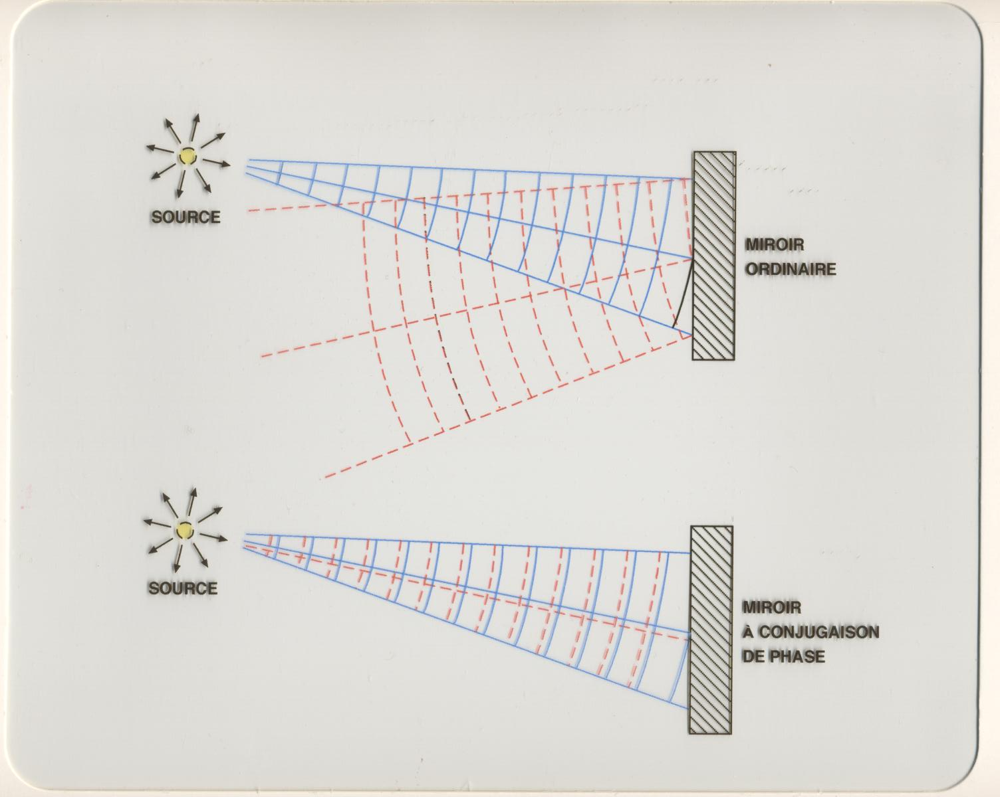 SOURCE
MIROIR
ORDINAIRE
SOURCE
MIROIR
À CONJUGAISON
DE PHASE